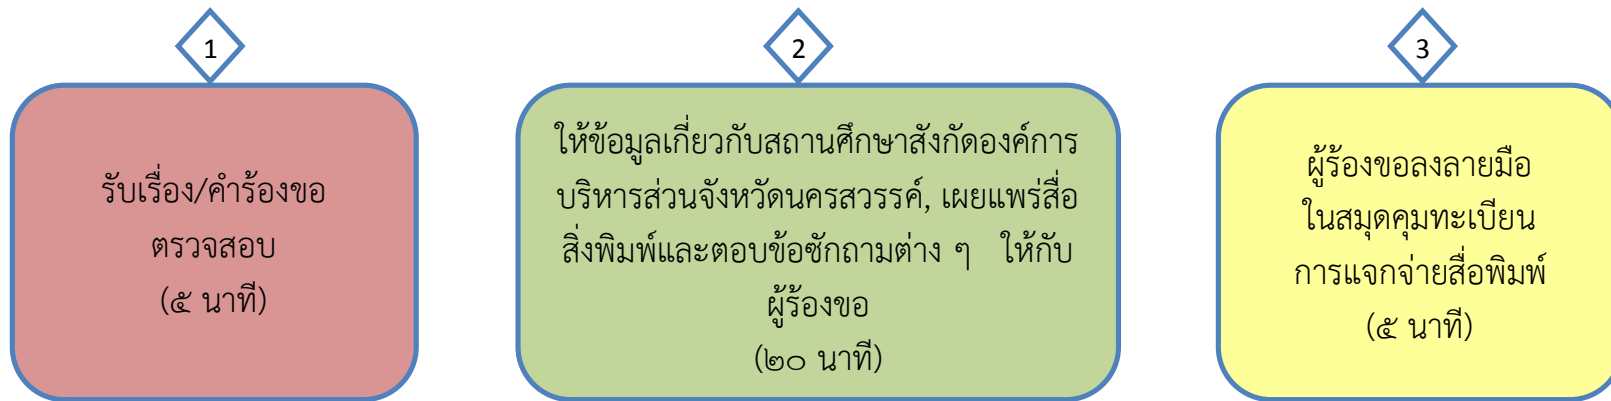 1
รับเรื่อง/คำร้องขอ
ตรวจสอบ
(๕ นาที)
2
ให้ข้อมูลเกี่ยวกับสถานศึกษาสังกัดองค์การ
บริหารส่วนจังหวัดนครสวรรค์, เผยแพร่สื่อ
สิ่งพิมพ์และตอบข้อซักถามต่าง ๆ ให้กับ
ผู้ร้องขอ
(๒๐ นาที)
3
ผู้ร้องขอลงลายมือ
ในสมุดคุมทะเบียน
การแจกจ่ายสื่อพิมพ์
(๕ นาที)